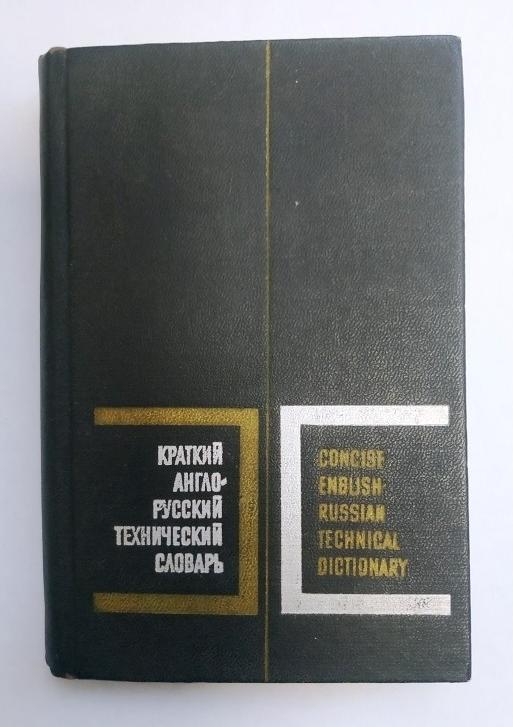 КРАТКИЙ
АНГЛО-
РУССКИЙ
ТЕХНИЧЕСКИЙ
СЛОВАРЬ
CONCISE
ENGLISH-
RUSSIAN
TECHNICAL
DICTIONARY